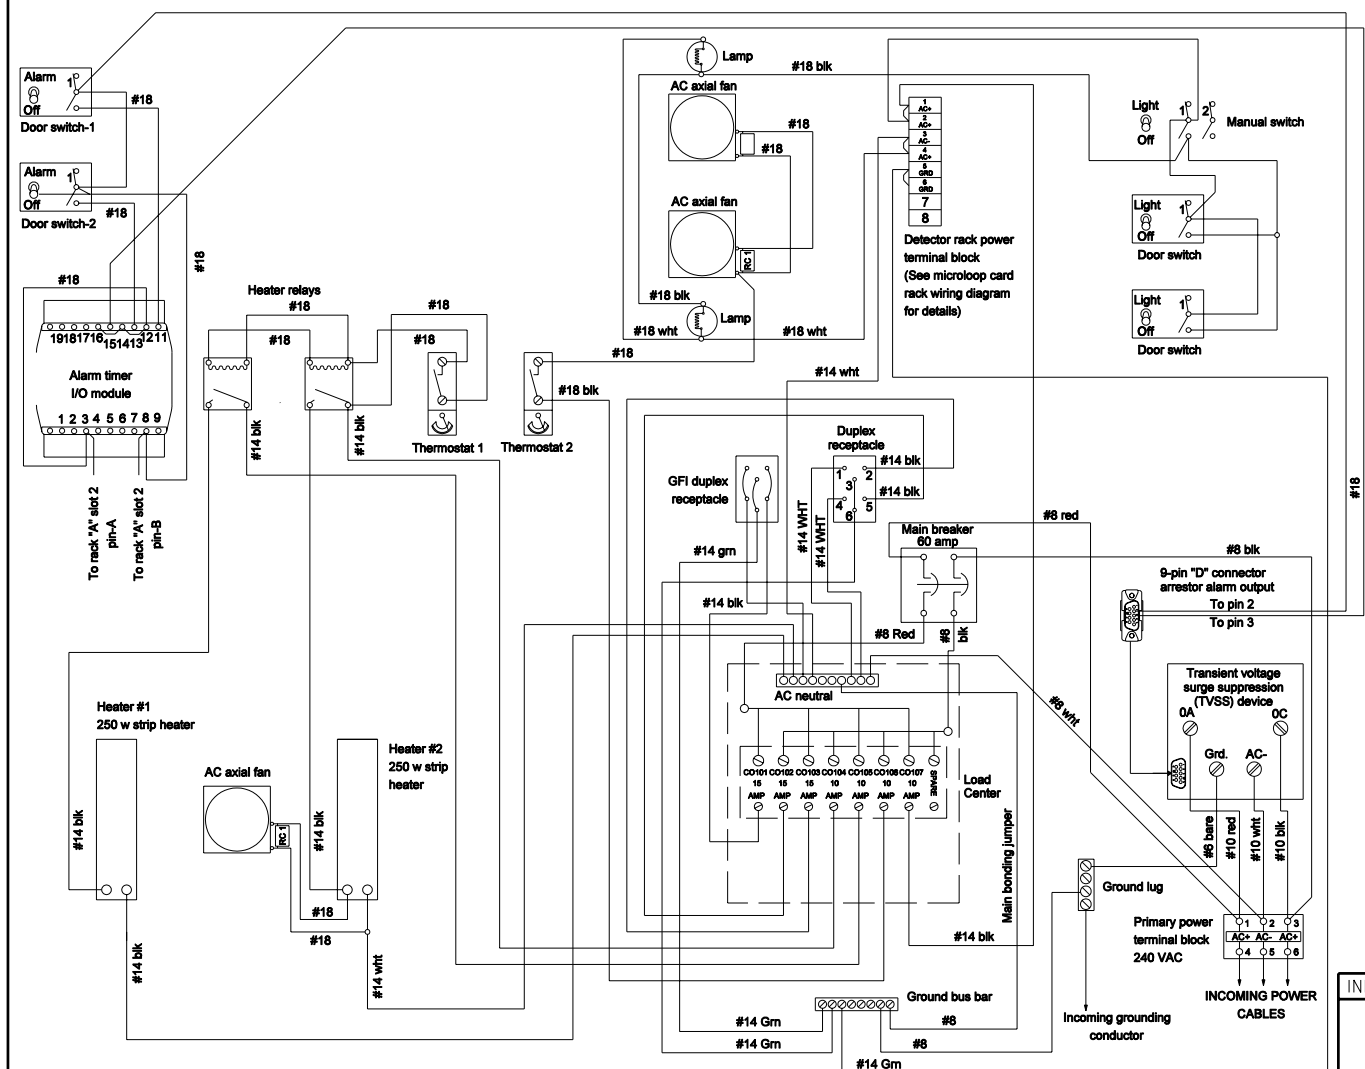 Alarm
1
Off
Door switch-1
#18
Alarm
1
Off
Door switch-2
#18
#18
#18
19 18 17 16 15 14 13 12 11
Alarm timer
I/O module
1 2 3 4 5 6 7 8 9
To rack "A" slot 2
pin-A
To rack "A" slot 2
pin-B
Heater relays
#18
#18
#18
#18
#14 blk
#14 blk
Thermostat 1
Thermostat 2
#18
#18 blk
Lamp
AC axial fan
#18
#18
AC axial fan
RC 1
#18 blk
Lamp
#18 wht
#18 wht
#18 blk
1
AC+
2
AC+
3
AC-
4
AC+
5
GRD
6
GRD
7
8
Detector rack power
terminal block
(See microloop card
rack wiring diagram
for details)
Light
1
2
Off
Manual switch
Light
1
Off
Door switch
Light
1
Off
Door switch
#14 wht
Duplex
receptacle
#14 blk
1
2
3
4
5
6
#14 blk
GFI duplex
receptacle
#14 WHT
#14 WHT
#14 grn
#14 blk
Main breaker
60 amp
#8 red
#8 blk
#18
#8 Red
#8
blk
9-pin "D" connector
arrestor alarm output
To pin 2
To pin 3
AC neutral
#8 wht
Transient voltage
surge suppression
(TVSS) device
0A
0C
Grd.
AC-
Heater #1
250 w strip heater
#14 blk
#14 blk
AC axial fan
RC 1
#14 blk
Heater #2
250 w strip
heater
#18
#18
#14 wht
CO101 CO102 CO103 CO104 CO105 CO106 CO107 SPARE
15 15 15 10 10 10 10
AMP AMP AMP AMP AMP AMP AMP
Load
Center
Main bonding jumper
#14 blk
#6 bare
#10 red
#10 wht
#10 blk
Ground lug
Primary power
terminal block
240 VAC
1 2 3
AC+ AC- AC+
4 5 6
INCOMING POWER
CABLES
Incoming grounding
conductor
Ground bus bar
#14 Grn
#8
#14 Grn
#8
#14 Grn
IN